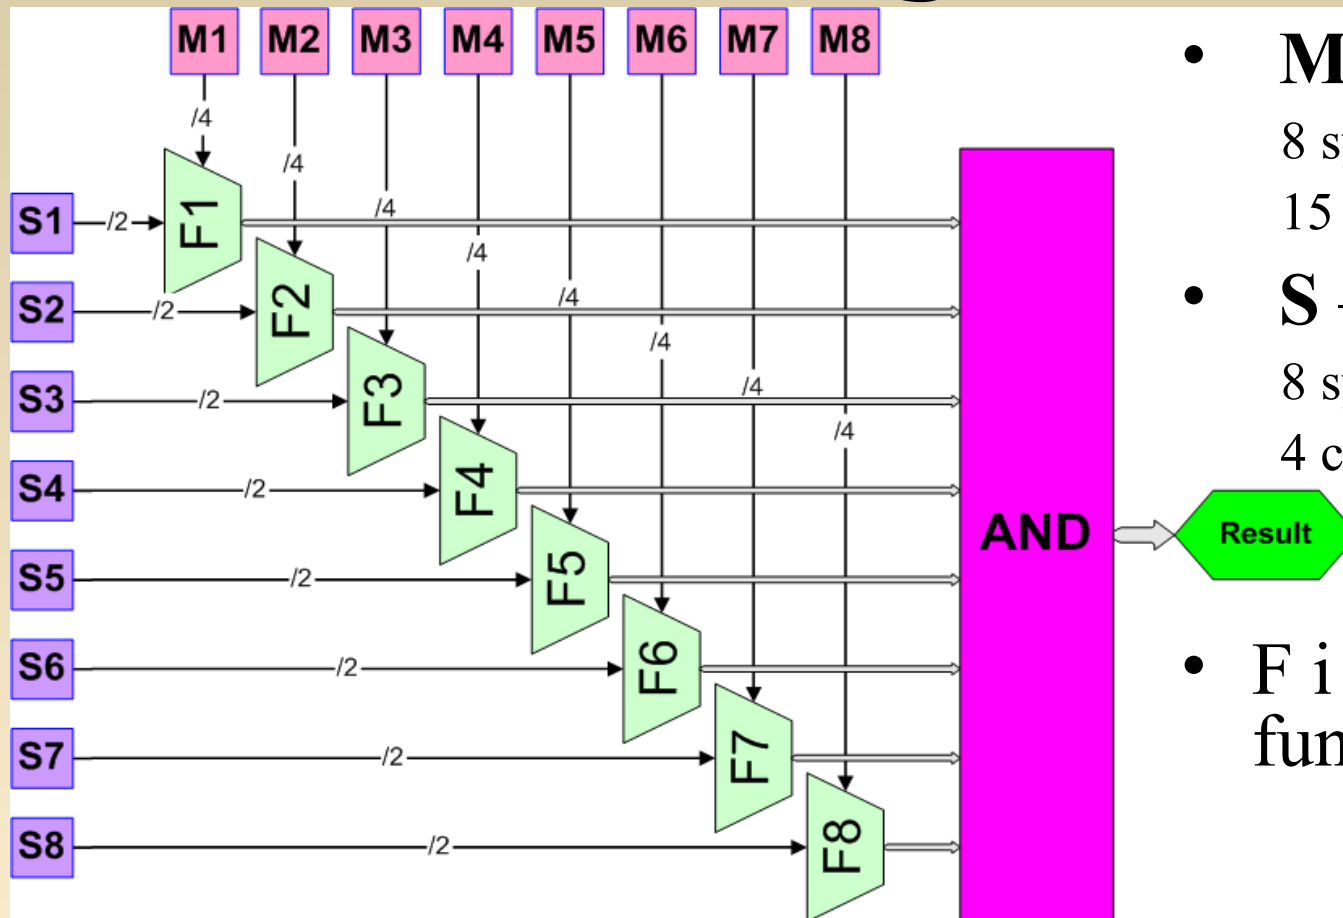 M1 M2 M3 M4 M5 M6 M7 M8
/4
/4
/4
/4
/4
/4
/4
/4
S1 /2 F1
S2 /2 F2
S3 /2 F3
S4 /2 F4
S5 /2 F5
S6 /2 F6
S7 /2 F7
S8 /2 F8
AND
Result
• M
8 s
15
• S
8 s
4 c
• F i
fun